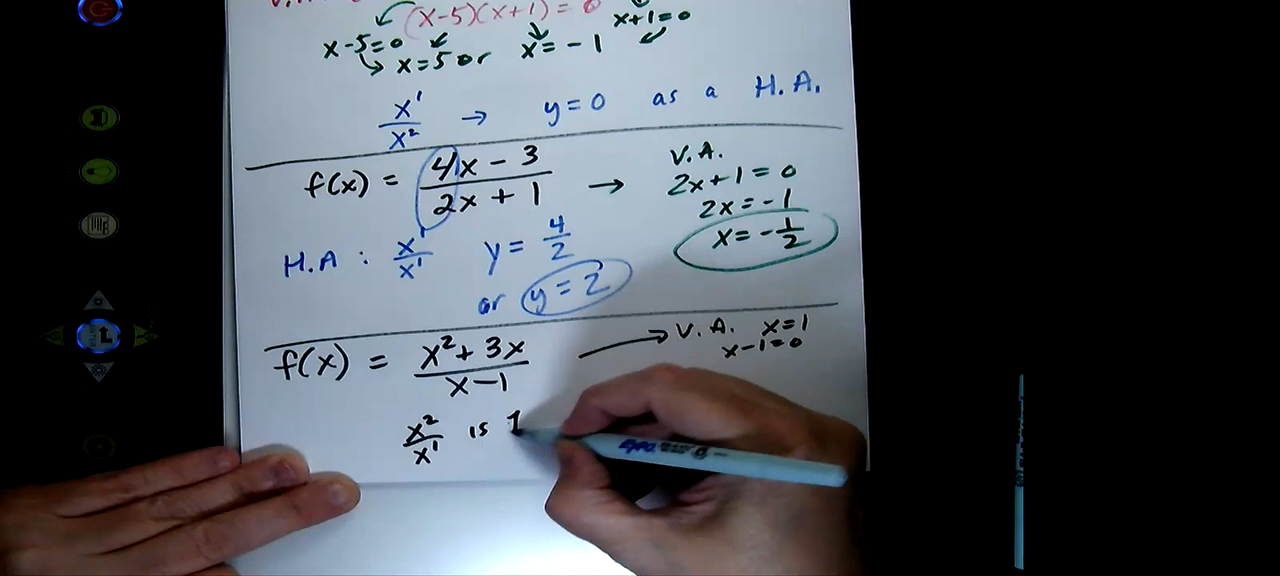 (x-5)(x+1) = 0
x-5=0 x+1=0
x=5 or x=-1
x¹/x² → y=0 as a H.A.
f(x) = (4x - 3)/(2x + 1) →
V.A.
2x+1=0
2x=-1
x=-1/2
H.A : x¹/x¹ y = 4/2
or y=2
f(x) = (x²+3x)/(x-1) → V.A. x=1
x-1=0
x²/x¹ is
Expo